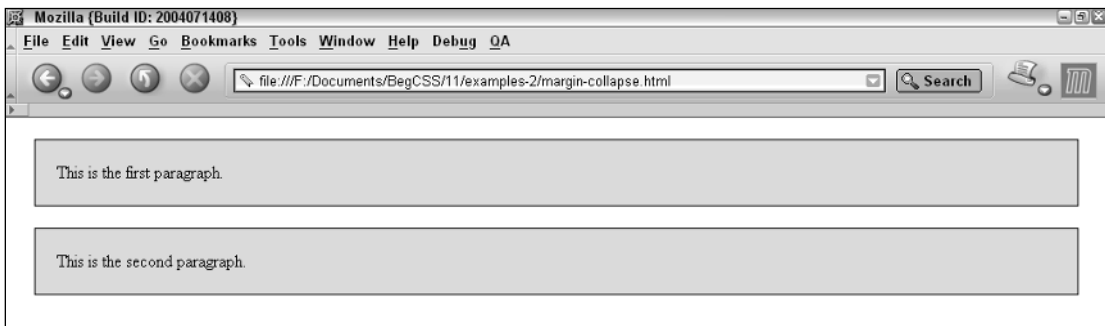 Mozilla {Build ID: 2004071408}
File Edit View Go Bookmarks Tools Window Help Debug QA
file:///F:/Documents/BegCSS/11/examples-2/margin-collapse.html Search
This is the first paragraph.
This is the second paragraph.